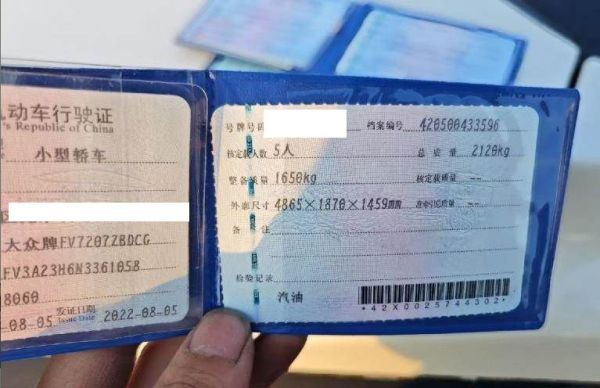 动车行驶证
's Republic of China
小型轿车
大众牌FV7207ZBDCG
FV3A23H6N3361058
8060
-08-05
发证日期 2022-08-05
Issue Date
号牌号码
档案编号 420500433596
核定载人数 5人
总质量 2120kg
整备质量 1650kg
核定载质量 --
外廓尺寸 4865×1870×1459mm
准牵引总质量 --
备注
检验记录
汽油
*42X0025744302*